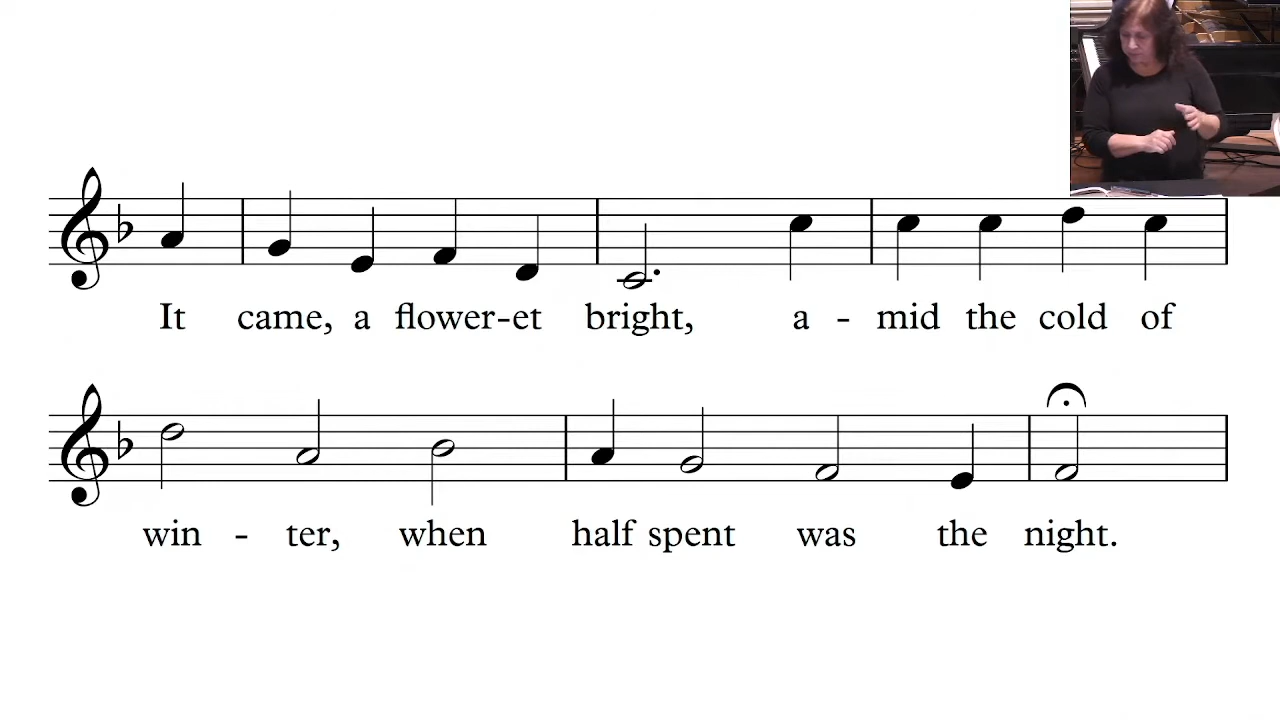 It came, a flower-et bright, a - mid the cold of
win - ter, when half spent was the night.